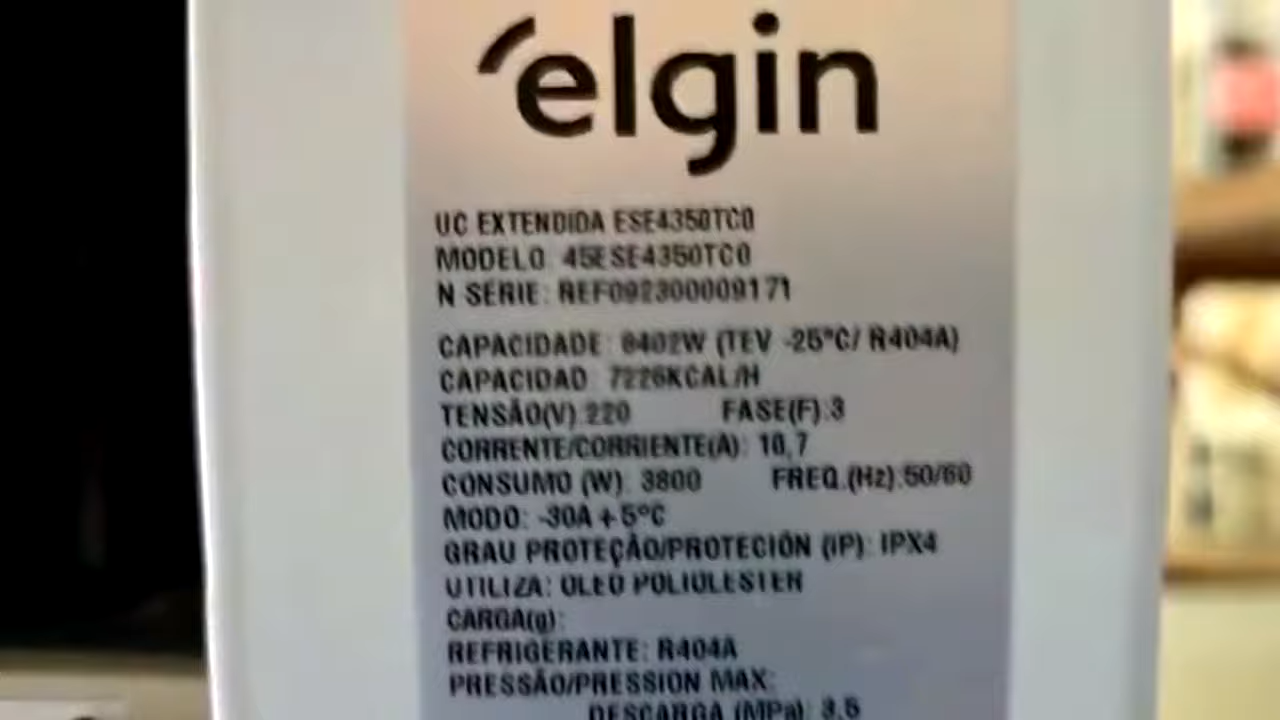 elgin
UC EXTENDIDA ESE4350TC0
MODELO: 45ESE4350TC0
N SÉRIE: REF092300009171
CAPACIDADE: 8402W (TEV -25°C/ R404A)
CAPACIDAD: 7226KCAL/H
TENSÃO(V):220 FASE(F):3
CORRENTE/CORRIENTE(A):
CONSUMO (W): 3800 FREQ.(Hz):50/60
MODO: -30A +5°C
GRAU PROTEÇÃO/PROTECIÓN (IP): IPX4
UTILIZA: ÓLEO POLIOLESTER
CARGA(g):
REFRIGERANTE: R404A
PRESSÃO/PRESSION MAX:
DESCARGA (MPa): 3,5